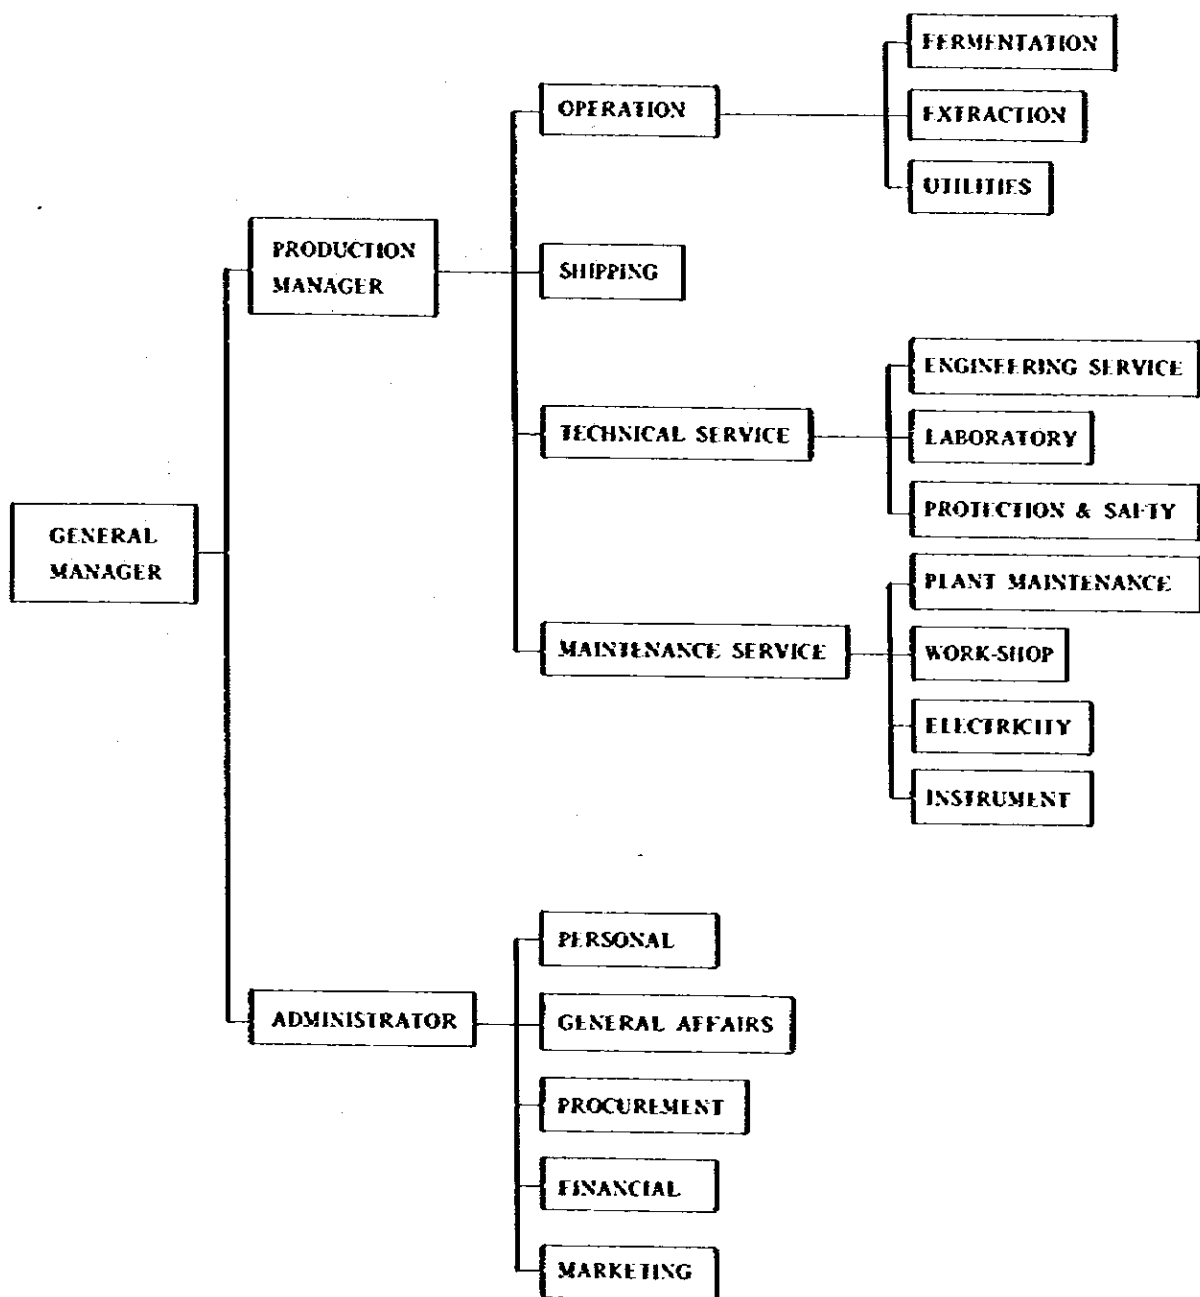 FERMENTATION
OPERATION
EXTRACTION
UTILITIES
PRODUCTION
MANAGER
SHIPPING
ENGINEERING SERVICE
TECHNICAL SERVICE
LABORATORY
PROTECTION & SAFTY
GENERAL
MANAGER
PLANT MAINTENANCE
MAINTENANCE SERVICE
WORK-SHOP
ELECTRICITY
INSTRUMENT
PERSONAL
ADMINISTRATOR
GENERAL AFFAIRS
PROCUREMENT
FINANCIAL
MARKETING